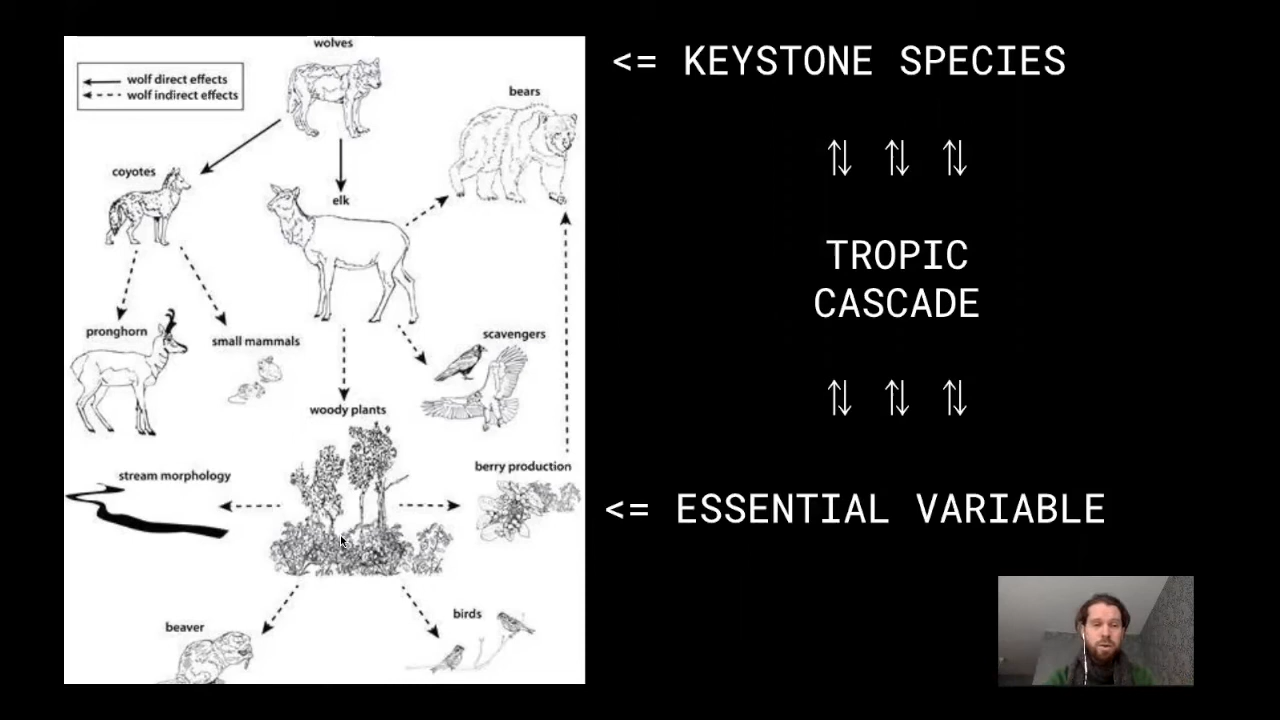 wolves
wolf direct effects
wolf indirect effects
bears
coyotes
elk
pronghorn
small mammals
scavengers
woody plants
stream morphology
berry production
beaver
birds
<= KEYSTONE SPECIES
⇅ ⇅ ⇅
TROPIC
CASCADE
⇅ ⇅ ⇅
<= ESSENTIAL VARIABLE